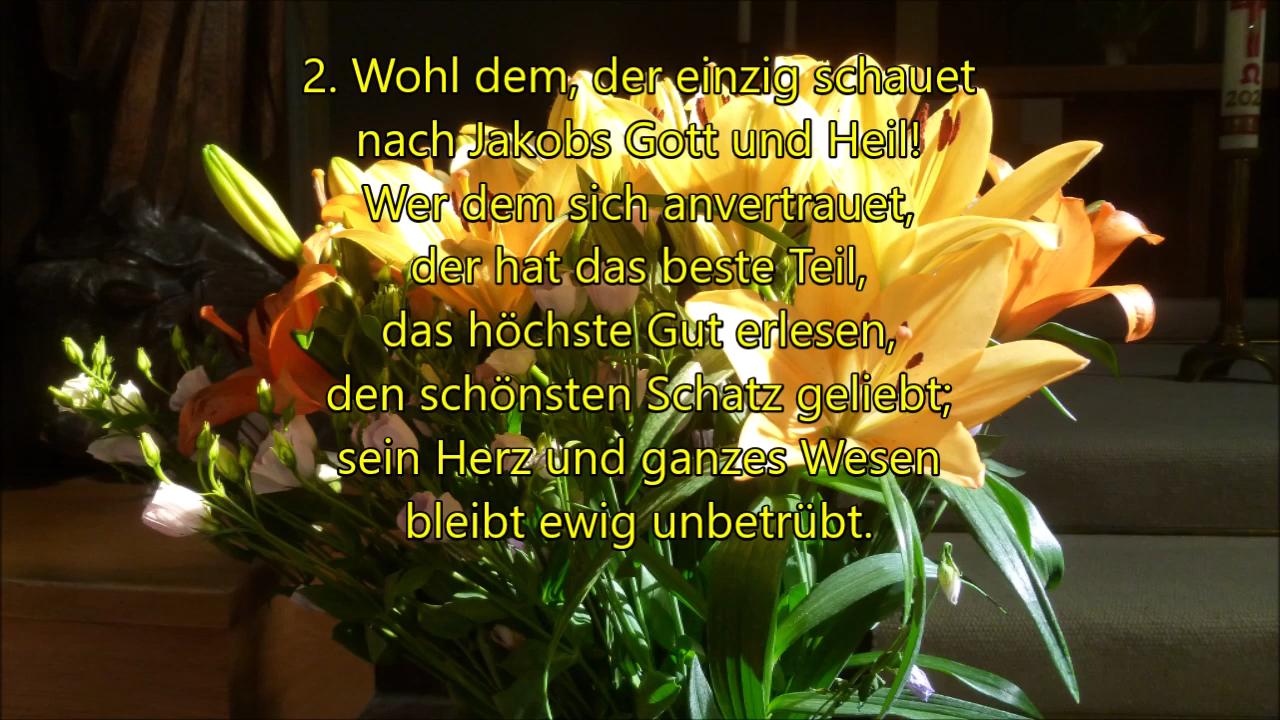 2. Wohl dem, der einzig schauet
nach Jakobs Gott und Heil!
Wer dem sich anvertrauet,
der hat das beste Teil,
das höchste Gut erlesen,
den schönsten Schatz geliebt;
sein Herz und ganzes Wesen
bleibt ewig unbetrübt.
Ω
202